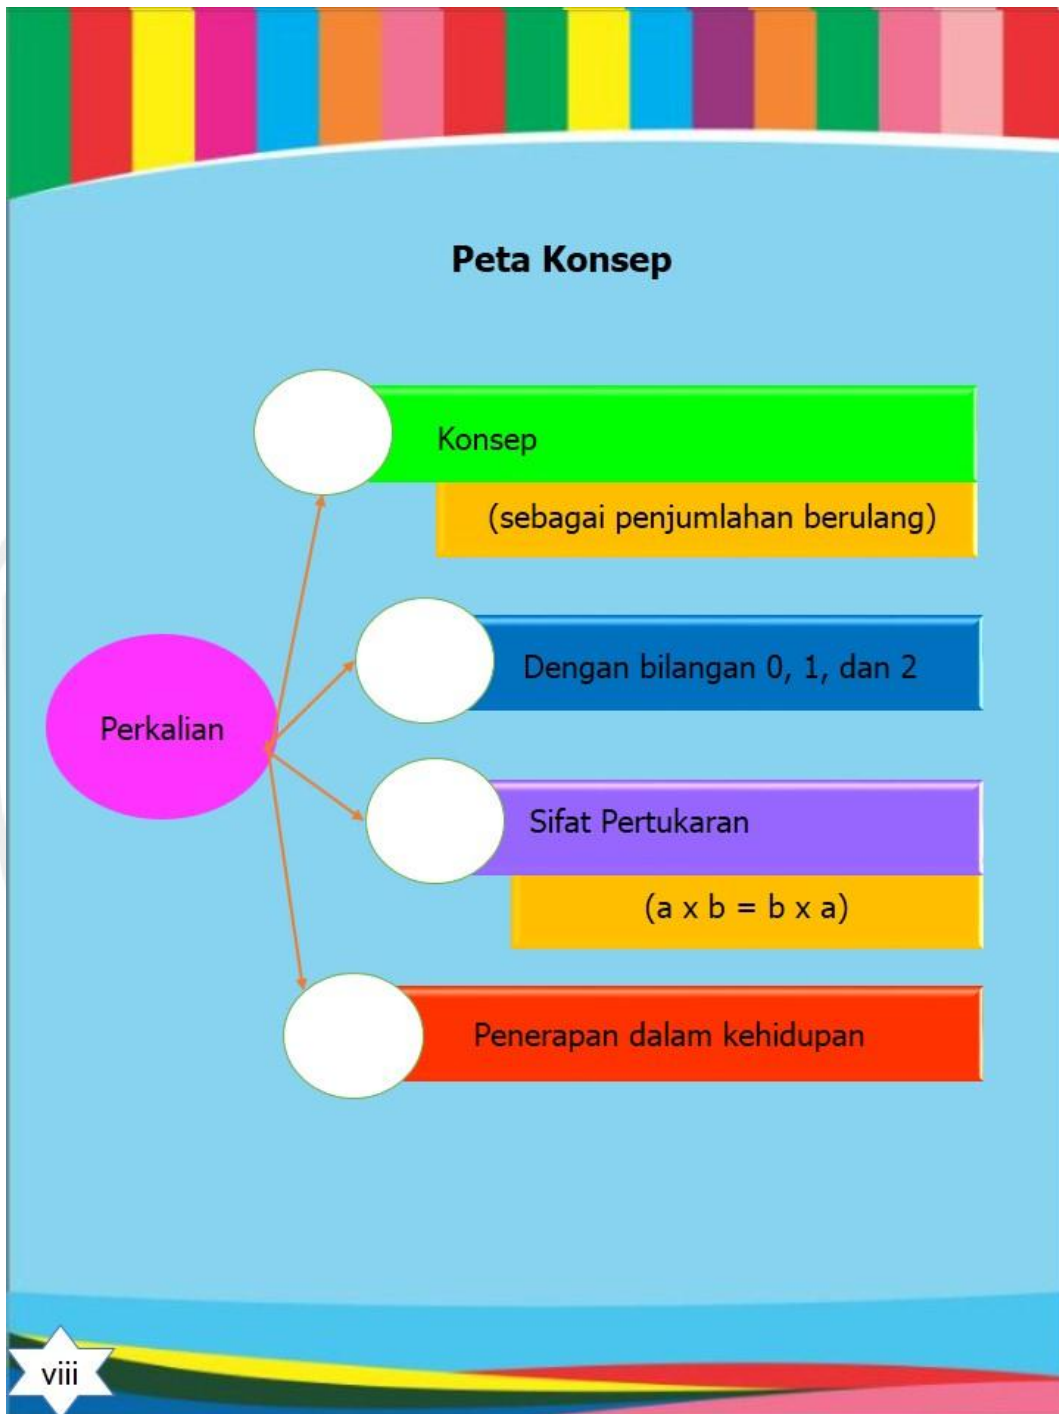 Peta Konsep
Konsep
(sebagai penjumlahan berulang)
Dengan bilangan 0, 1, dan 2
Perkalian
Sifat Pertukaran
(a x b = b x a)
Penerapan dalam kehidupan
viii